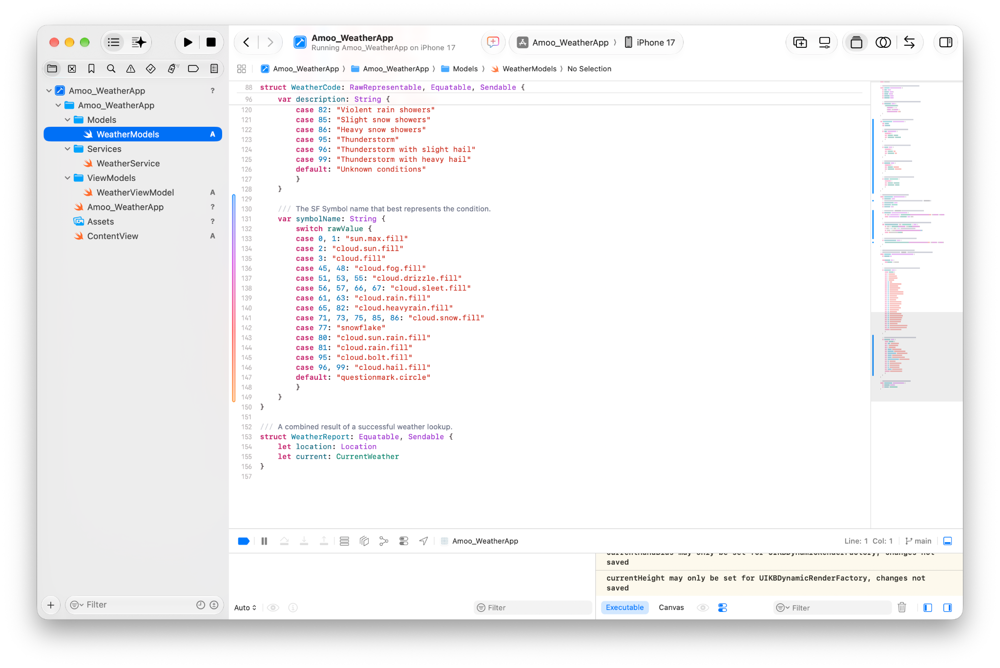 Amoo_WeatherApp
Running Amoo_WeatherApp on iPhone 17
Amoo_WeatherApp
iPhone 17
Amoo_WeatherApp ?
Amoo_WeatherApp
Models
WeatherModels A
Services
WeatherService
ViewModels
WeatherViewModel A
Amoo_WeatherApp ?
Assets ?
ContentView A
Filter
Amoo_WeatherApp 〉 Amoo_WeatherApp 〉 Models 〉 WeatherModels 〉 No Selection
88 struct WeatherCode: RawRepresentable, Equatable, Sendable {
96 var description: String {
120 case 82: "Violent rain showers"
121 case 85: "Slight snow showers"
122 case 86: "Heavy snow showers"
123 case 95: "Thunderstorm"
124 case 96: "Thunderstorm with slight hail"
125 case 99: "Thunderstorm with heavy hail"
126 default: "Unknown conditions"
127 }
128 }
129
130 /// The SF Symbol name that best represents the condition.
131 var symbolName: String {
132 switch rawValue {
133 case 0, 1: "sun.max.fill"
134 case 2: "cloud.sun.fill"
135 case 3: "cloud.fill"
136 case 45, 48: "cloud.fog.fill"
137 case 51, 53, 55: "cloud.drizzle.fill"
138 case 56, 57, 66, 67: "cloud.sleet.fill"
139 case 61, 63: "cloud.rain.fill"
140 case 65, 82: "cloud.heavyrain.fill"
141 case 71, 73, 75, 85, 86: "cloud.snow.fill"
142 case 77: "snowflake"
143 case 80: "cloud.sun.rain.fill"
144 case 81: "cloud.rain.fill"
145 case 95: "cloud.bolt.fill"
146 case 96, 99: "cloud.hail.fill"
147 default: "questionmark.circle"
148 }
149 }
150 }
151
152 /// A combined result of a successful weather lookup.
153 struct WeatherReport: Equatable, Sendable {
154 let location: Location
155 let current: CurrentWeather
156 }
157
Amoo_WeatherApp
Line: 1 Col: 1
main
may only be set for UIKBDynamicRenderFactory, changes not
saved
currentHeight may only be set for UIKBDynamicRenderFactory, changes not
saved
Auto
Filter
Executable
Canvas
Filter